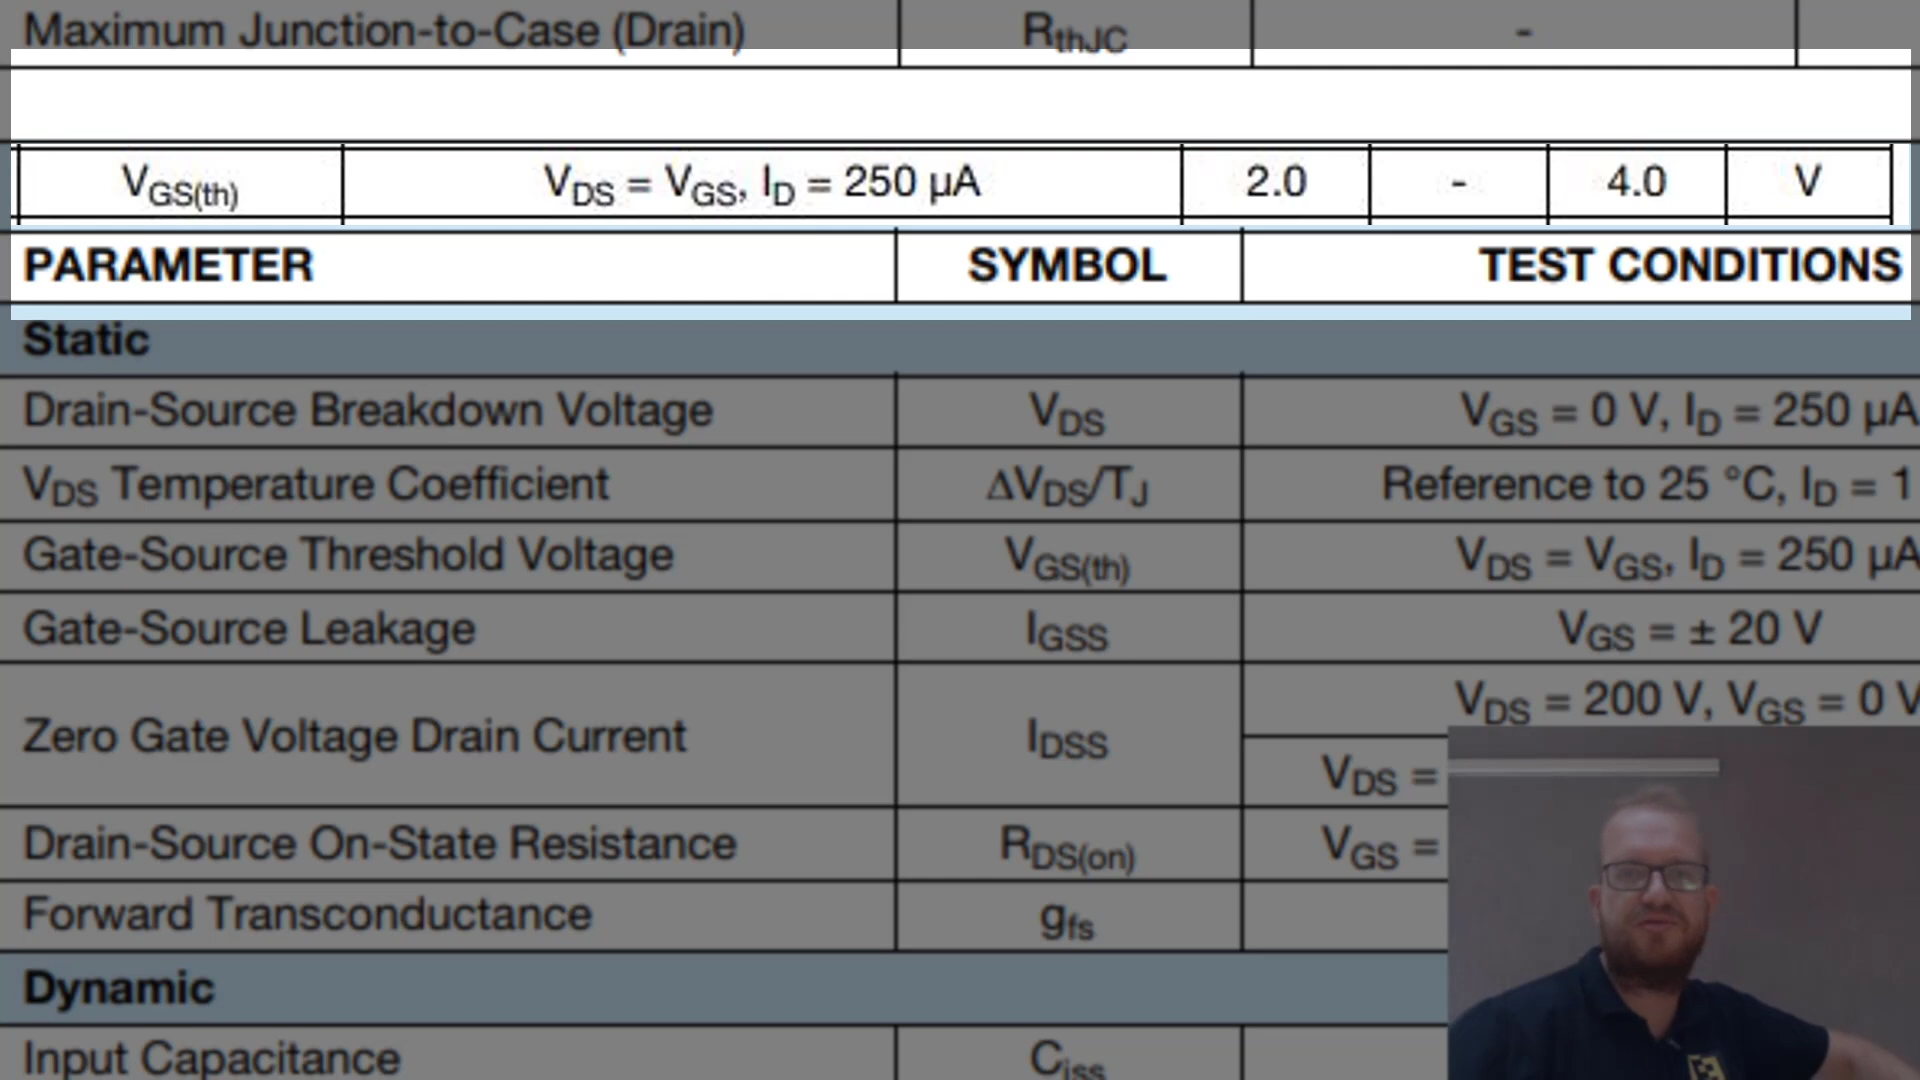 Maximum Junction-to-Case (Drain) RthJC -
VGS(th) VDS = VGS, ID = 250 µA 2.0 - 4.0 V
PARAMETER SYMBOL TEST CONDITIONS
Static
Drain-Source Breakdown Voltage VDS VGS = 0 V, ID = 250 µA
VDS Temperature Coefficient ΔVDS/TJ Reference to 25 °C, ID = 1
Gate-Source Threshold Voltage VGS(th) VDS = VGS, ID = 250 µA
Gate-Source Leakage IGSS VGS = ± 20 V
Zero Gate Voltage Drain Current IDSS VDS = 200 V, VGS = 0 V
VDS =
Drain-Source On-State Resistance RDS(on) VGS =
Forward Transconductance gfs
Dynamic
Input Capacitance Ciss